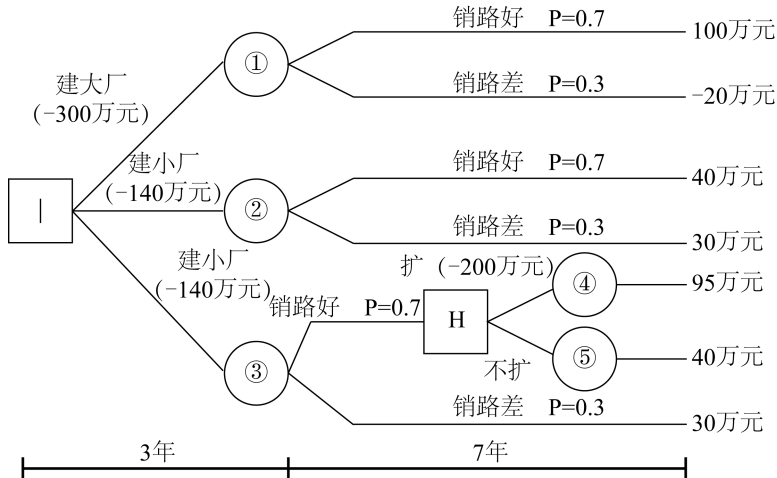 销路好 P=0.7
100万元
①
建大厂
(-300万元)
销路差 P=0.3
-20万元
建小厂
(-140万元)
销路好 P=0.7
40万元
|
②
销路差 P=0.3
30万元
建小厂
(-140万元)
扩 (-200万元)
④
95万元
销路好 P=0.7
H
③
不扩
⑤
40万元
销路差 P=0.3
30万元
3年
7年